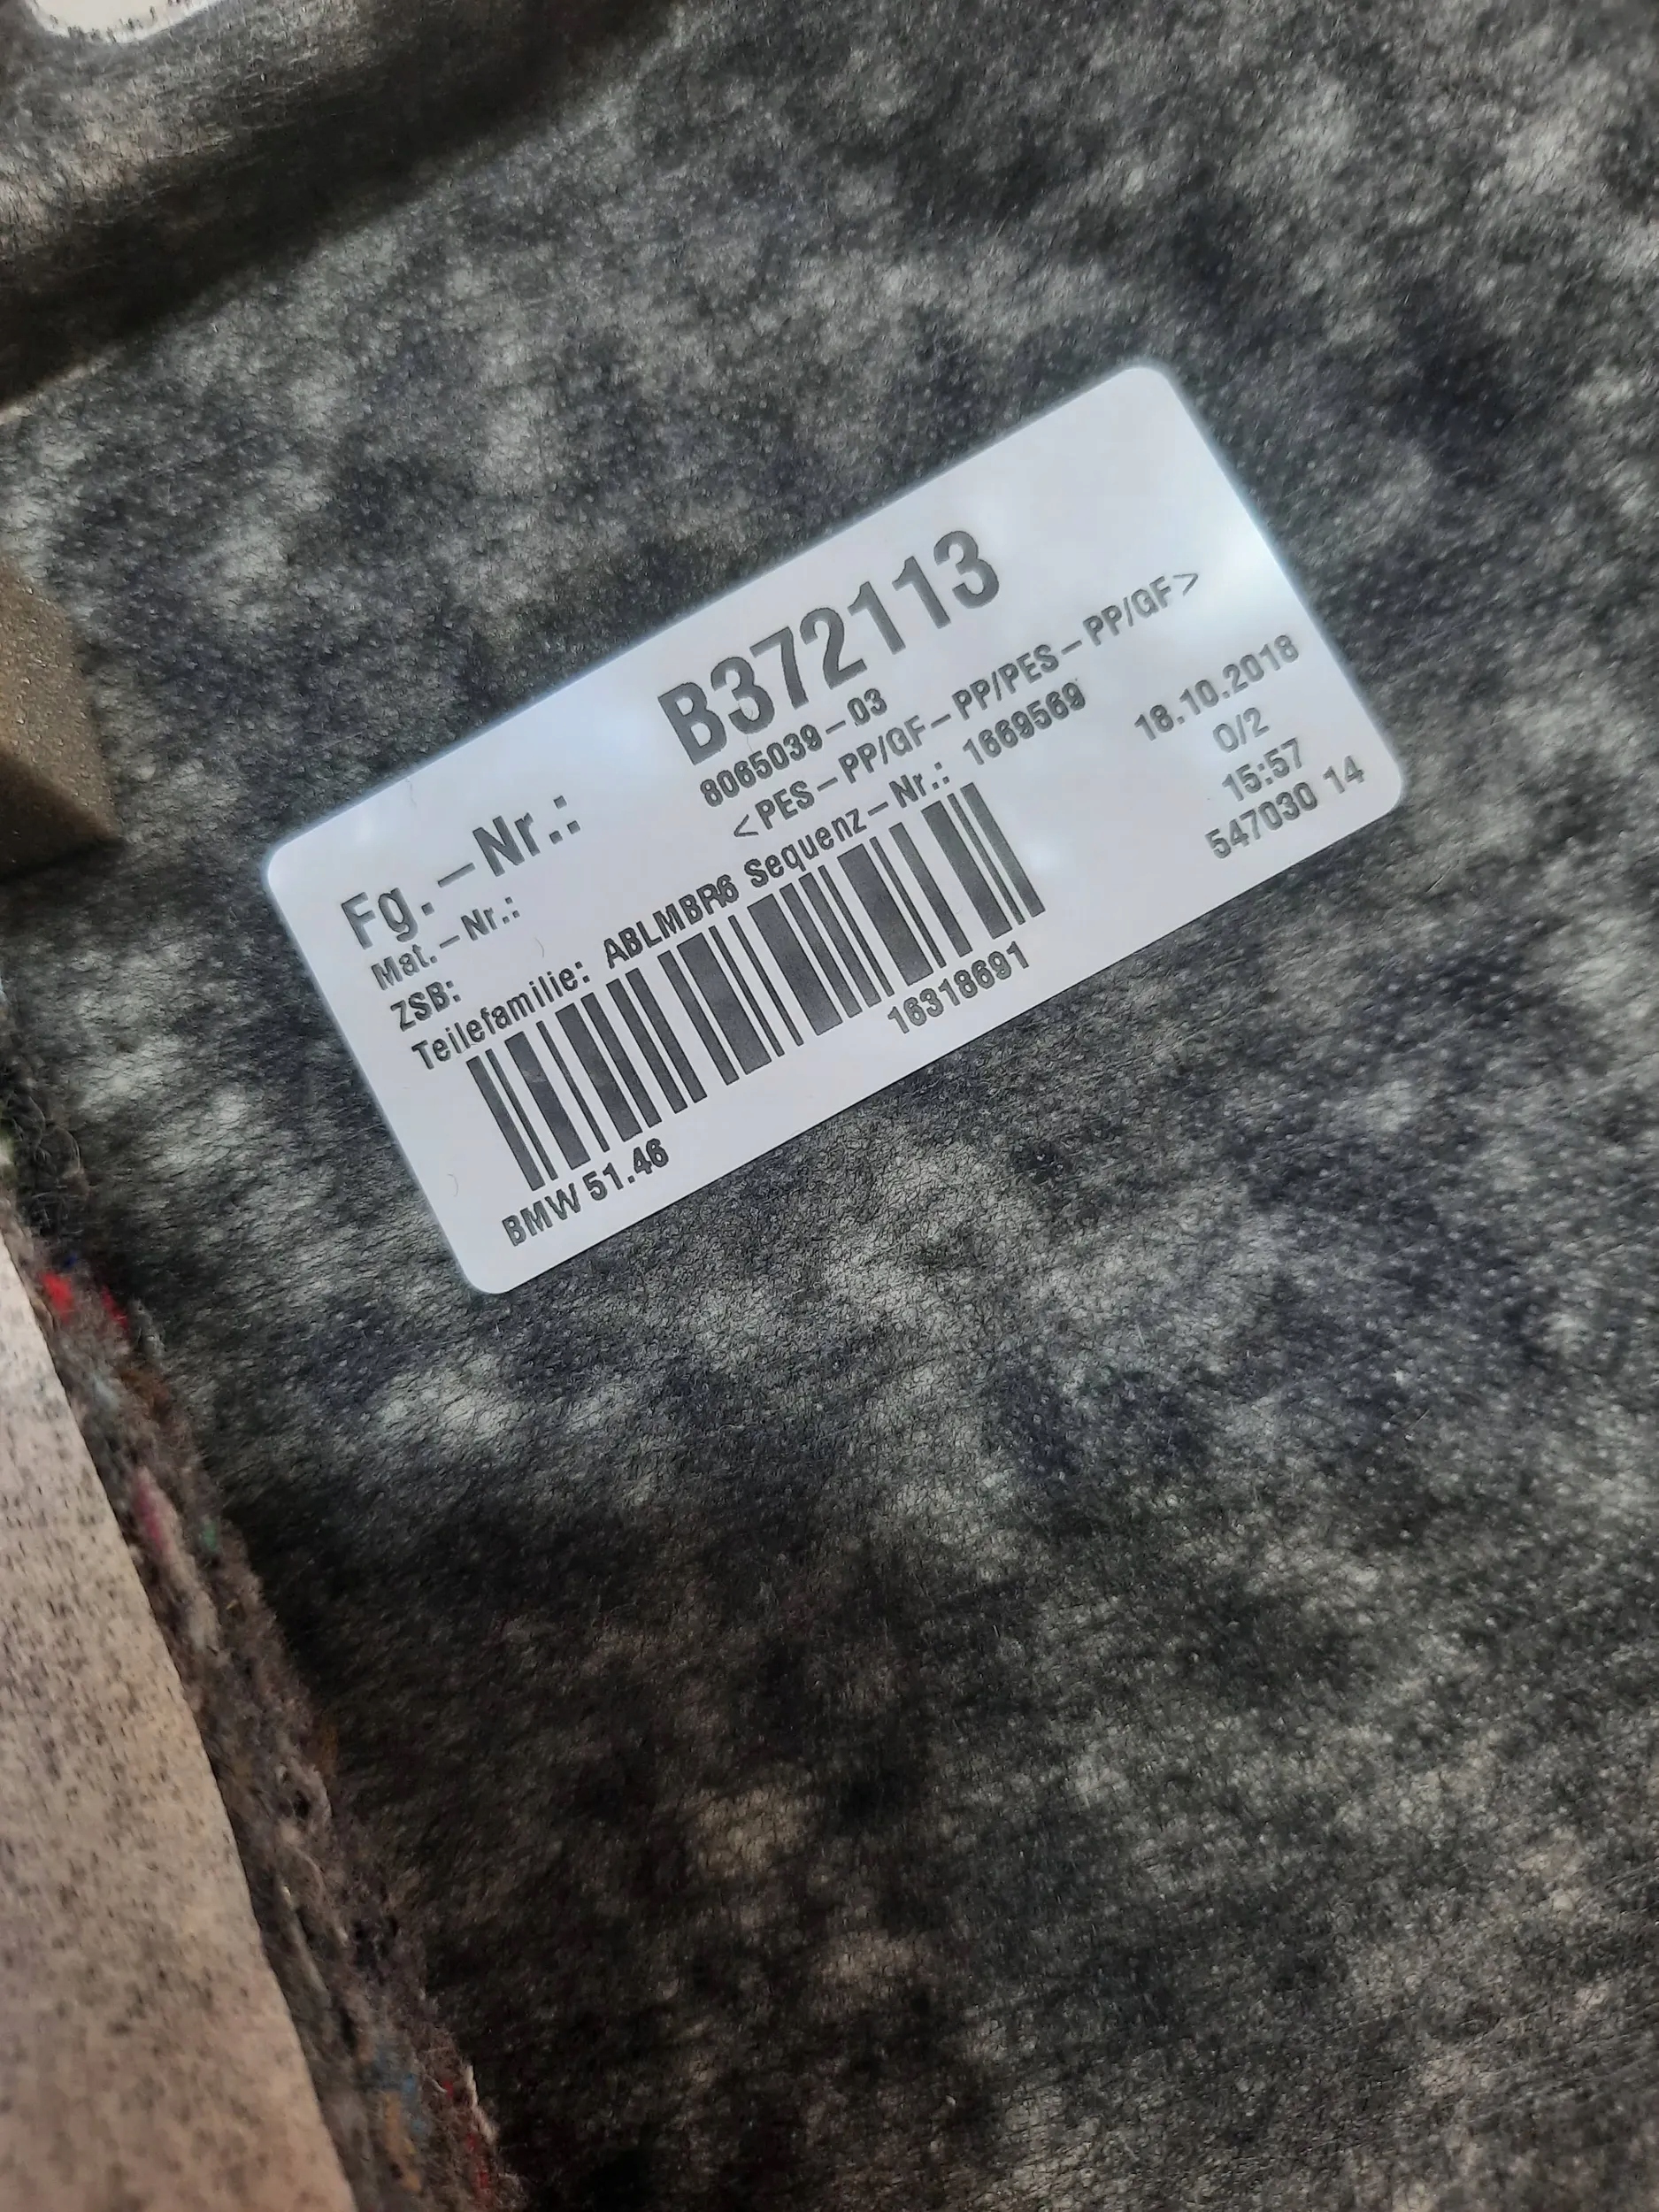 Fg.-Nr.: B372113
Mat.-Nr.: 8065039-03
ZSB: <PES-PP/GF-PP/PES-PP/GF>
Teilefamilie: ABLMBR6 Sequenz-Nr.: 1669569
18.10.2018
0/2
15:57
BMW 51.46 16318691 547030 14